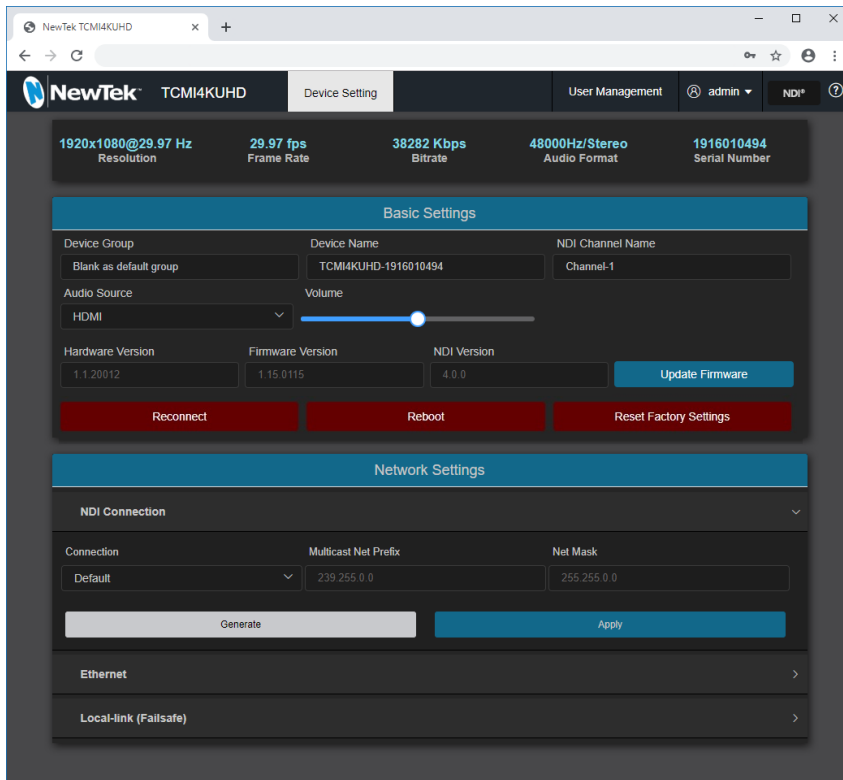 NewTek TCMI4KUHD
NewTek TCMI4KUHD Device Setting User Management admin NDI®
1920x1080@29.97 Hz 29.97 fps 38282 Kbps 48000Hz/Stereo 1916010494
Resolution Frame Rate Bitrate Audio Format Serial Number
Basic Settings
Device Group Device Name NDI Channel Name
Blank as default group TCMI4KUHD-1916010494 Channel-1
Audio Source Volume
HDMI
Hardware Version Firmware Version NDI Version
1.1.20012 1.15.0115 4.0.0 Update Firmware
Reconnect Reboot Reset Factory Settings
Network Settings
NDI Connection
Connection Multicast Net Prefix Net Mask
Default 239.255.0.0 255.255.0.0
Generate Apply
Ethernet
Local-link (Failsafe)